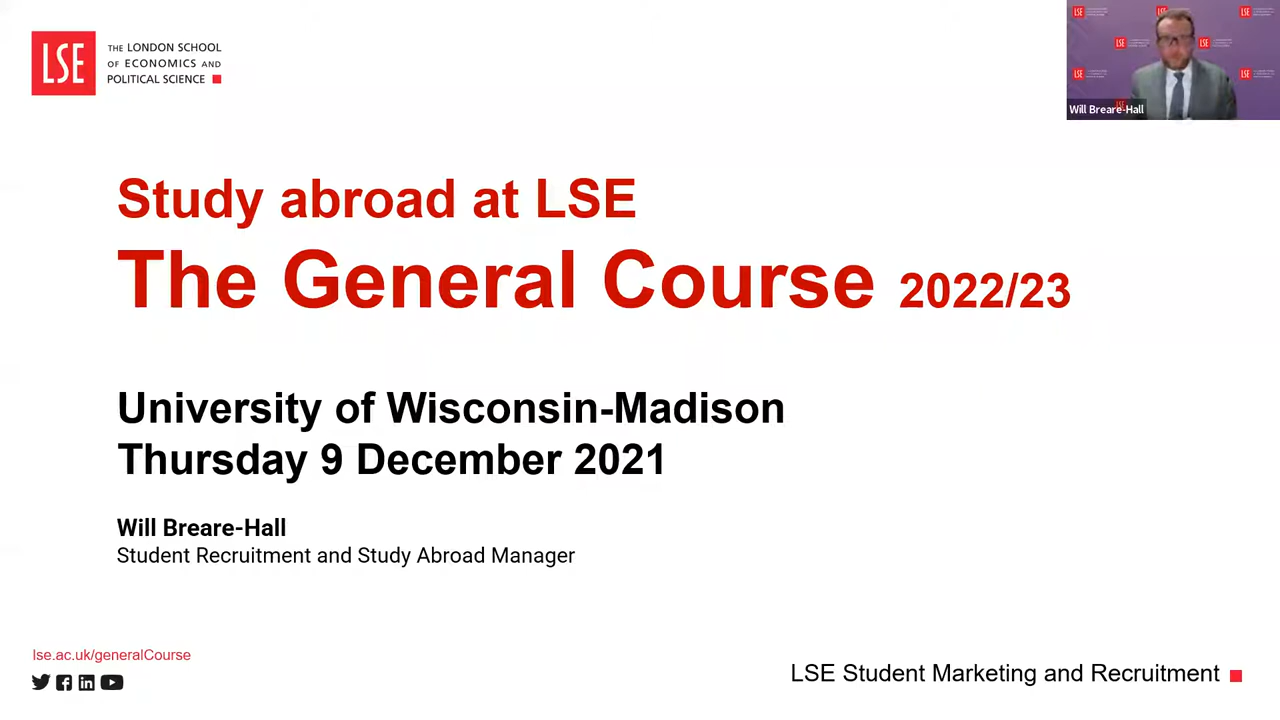 LSE
THE LONDON SCHOOL
OF ECONOMICS AND
POLITICAL SCIENCE
Will Breare-Hall
Study abroad at LSE
The General Course 2022/23
University of Wisconsin-Madison
Thursday 9 December 2021
Will Breare-Hall
Student Recruitment and Study Abroad Manager
lse.ac.uk/generalCourse
LSE Student Marketing and Recruitment